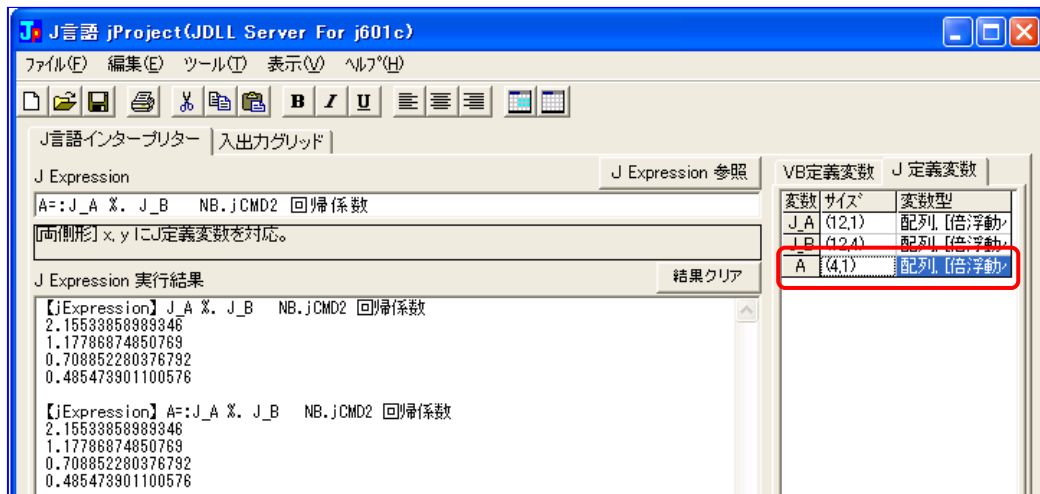 J言語 jProject(JDLL Server For j601c)
ファイル(F) 編集(E) ツール(T) 表示(V) ヘルプ(H)
B I U
J言語インタープリター 入出力グリッド
J Expression
J Expression 参照
A=:J_A %. J_B NB.jCMD2 回帰係数
[両側形] x, y にJ定義変数を対応。
J Expression 実行結果
結果クリア
【jExpression】J_A %. J_B NB.jCMD2 回帰係数
2.15533858989346
1.17786874850769
0.708852280376792
0.485473901100576
【jExpression】A=:J_A %. J_B NB.jCMD2 回帰係数
2.15533858989346
1.17786874850769
0.708852280376792
0.485473901100576
VB定義変数 J 定義変数
変数 サイズ 変数型
J_A (12,1) 配列, [倍浮動
J_B (12,4) 配列, [倍浮動
A (4,1) 配列, [倍浮動